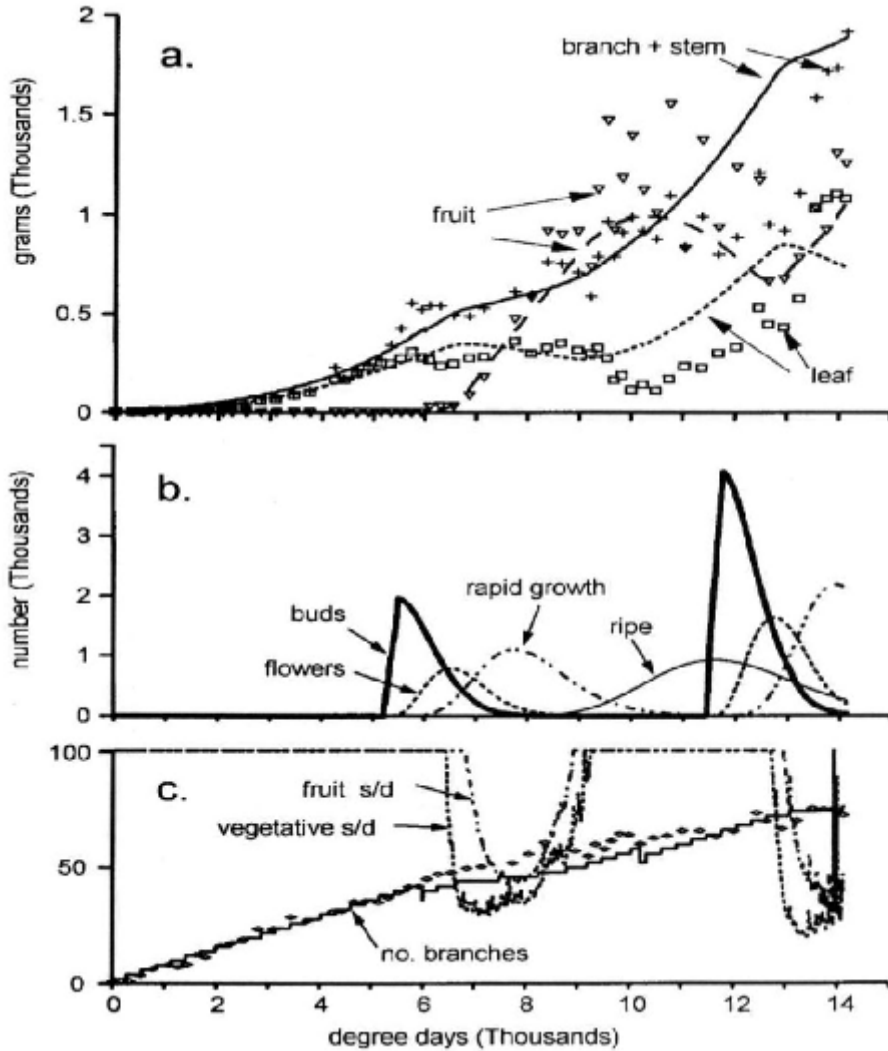 a.
grams (Thousands)
2
1.5
1
0.5
0
branch + stem
fruit
leaf
b.
number (Thousands)
4
3
2
1
0
buds
flowers
rapid growth
ripe
c.
100
50
0
fruit s/d
vegetative s/d
no. branches
0 2 4 6 8 10 12 14
degree days (Thousands)